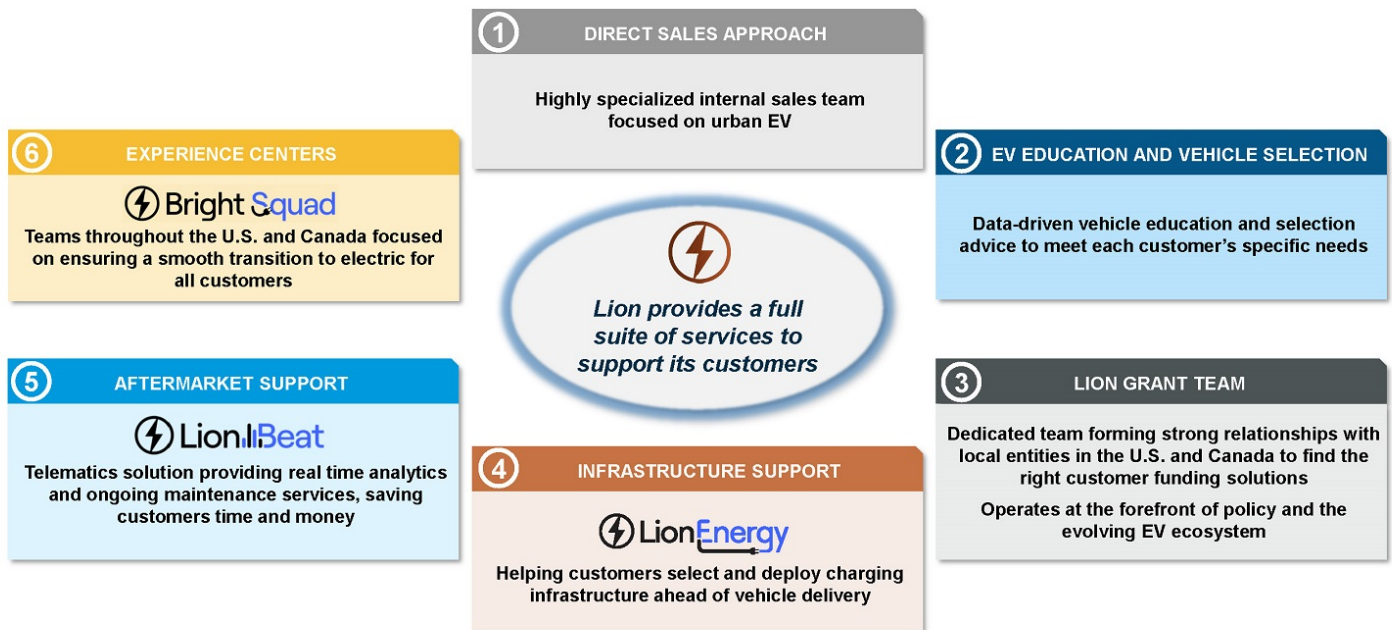 1
DIRECT SALES APPROACH
Highly specialized internal sales team
focused on urban EV
2
EV EDUCATION AND VEHICLE SELECTION
Data-driven vehicle education and selection
advice to meet each customer’s specific needs
3
LION GRANT TEAM
Dedicated team forming strong relationships with
local entities in the U.S. and Canada to find the
right customer funding solutions
Operates at the forefront of policy and the
evolving EV ecosystem
4
INFRASTRUCTURE SUPPORT
LionEnergy
Helping customers select and deploy charging
infrastructure ahead of vehicle delivery
5
AFTERMARKET SUPPORT
LionBeat
Telematics solution providing real time analytics
and ongoing maintenance services, saving
customers time and money
6
EXPERIENCE CENTERS
Bright Squad
Teams throughout the U.S. and Canada focused
on ensuring a smooth transition to electric for
all customers
Lion provides a full
suite of services to
support its customers